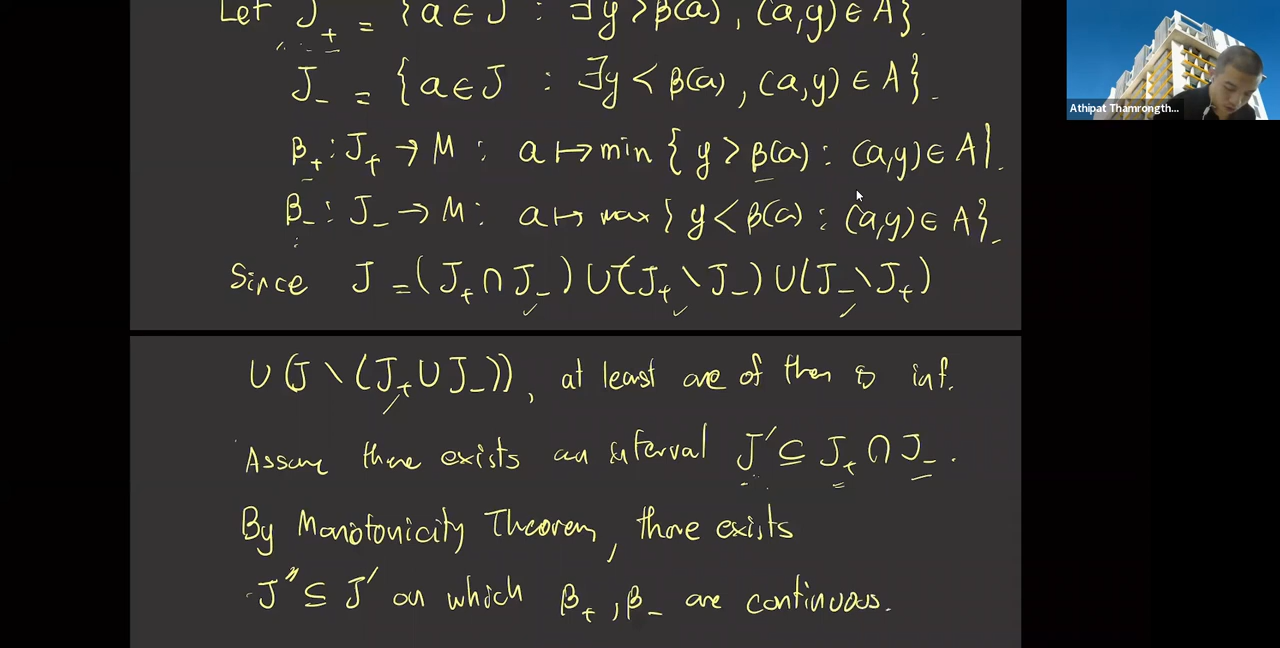 Let J₊ = {a ∈ J : ∃y > β(a), (a,y) ∈ A}.
J₋ = {a ∈ J : ∃y < β(a), (a,y) ∈ A}.
β₊ : J₊ → M : a ↦ min { y > β(a) : (a,y) ∈ A}.
β₋ : J₋ → M : a ↦ max { y < β(a) : (a,y) ∈ A}.
Since J = (J₊ ∩ J₋) ∪ (J₊ \ J₋) ∪ (J₋ \ J₊)
∪ (J \ (J₊ ∪ J₋)), at least one of them is inf.
Assume there exists an interval J′ ⊆ J₊ ∩ J₋.
By Monotonicity Theorem, there exists
J″ ⊆ J′ on which β₊, β₋ are continuous.
Athipat Thamrongth...